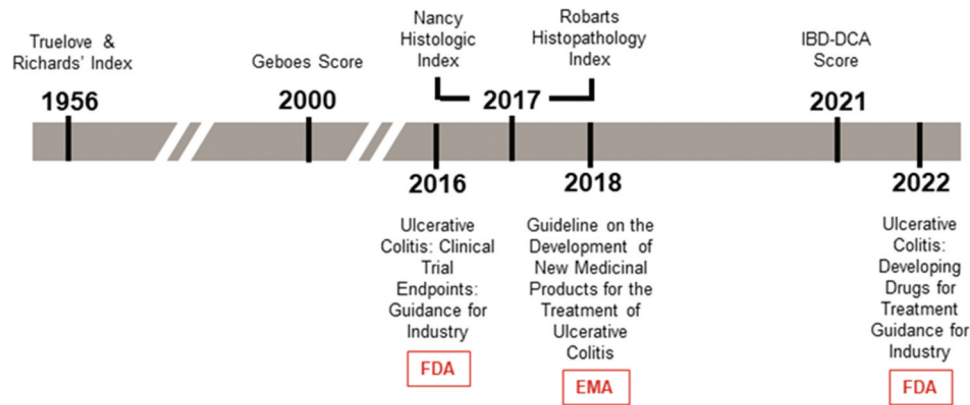 Truelove &
Richards' Index
1956
Geboes Score
2000
Nancy
Histologic
Index
Robarts
Histopathology
Index
2017
IBD-DCA
Score
2021
2016
Ulcerative
Colitis: Clinical
Trial
Endpoints:
Guidance for
Industry
FDA
2018
Guideline on the
Development of
New Medicinal
Products for the
Treatment of
Ulcerative
Colitis
EMA
2022
Ulcerative
Colitis:
Developing
Drugs for
Treatment
Guidance for
Industry
FDA